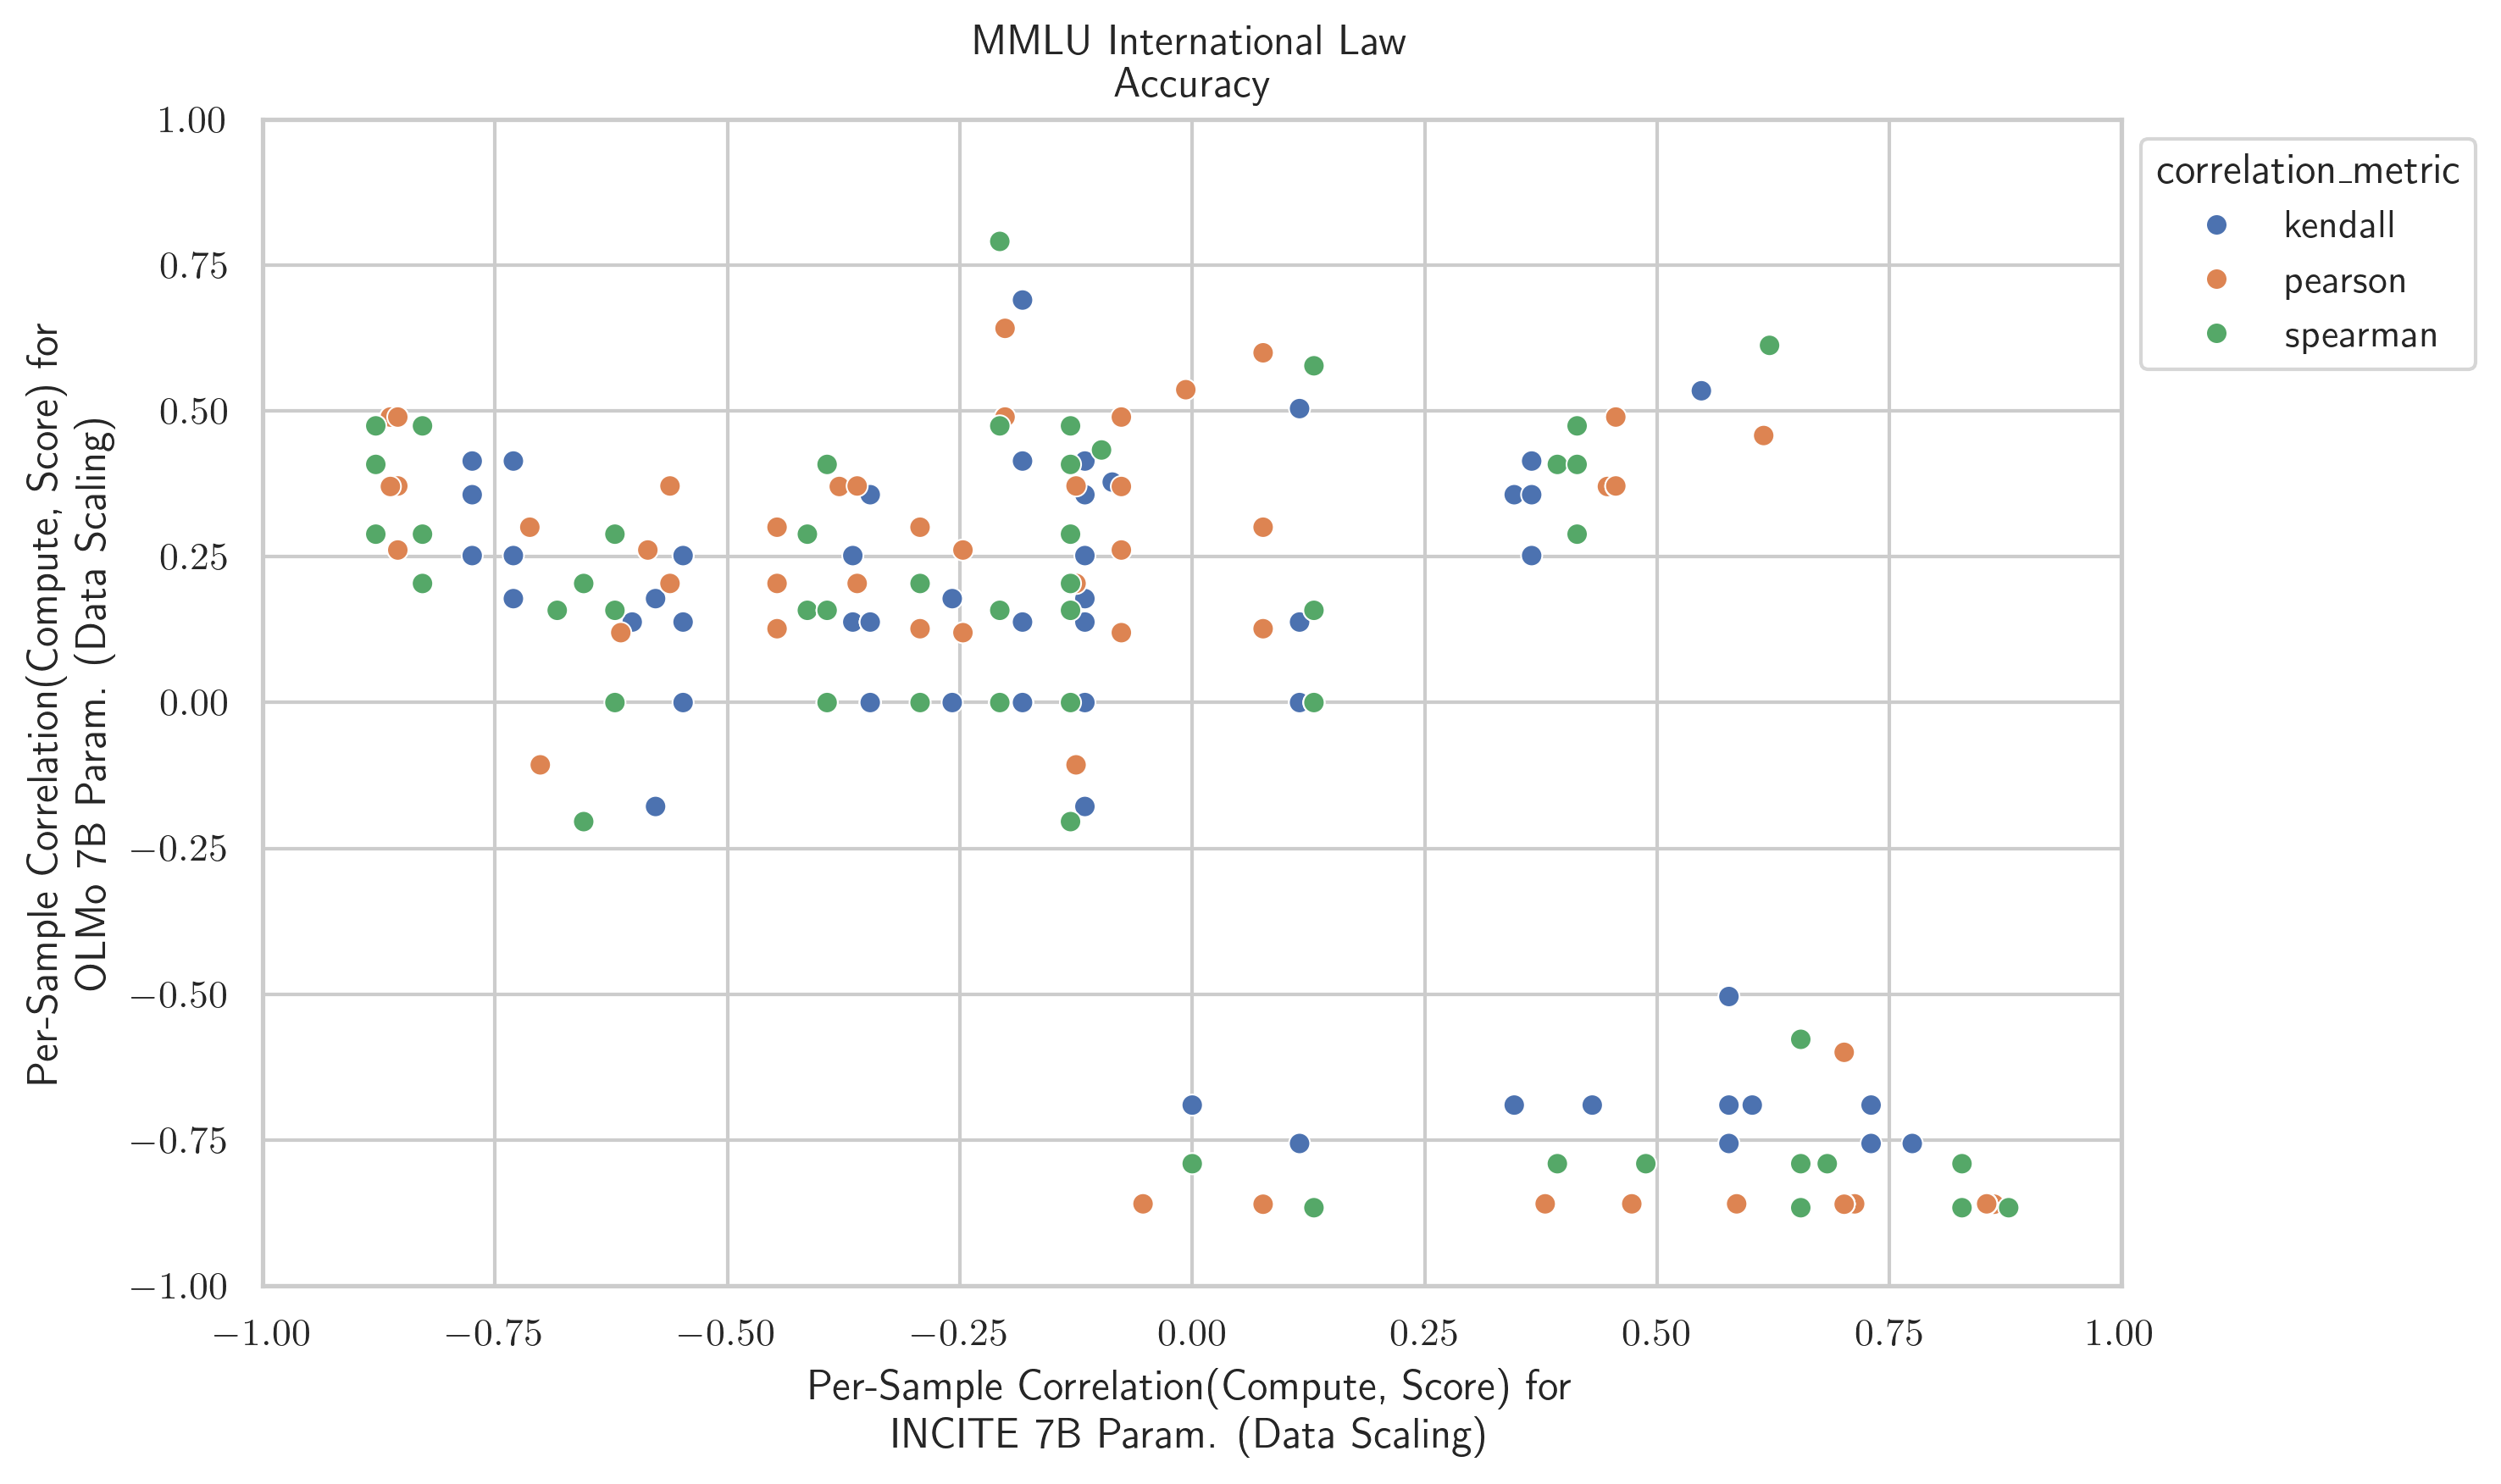 MMLU International Law
Accuracy
Per-Sample Correlation(Compute, Score) for
OLMo 7B Param. (Data Scaling)
1.00
0.75
0.50
0.25
0.00
−0.25
−0.50
−0.75
−1.00
−1.00 −0.75 −0.50 −0.25 0.00 0.25 0.50 0.75 1.00
Per-Sample Correlation(Compute, Score) for
INCITE 7B Param. (Data Scaling)
correlation_metric
kendall
pearson
spearman